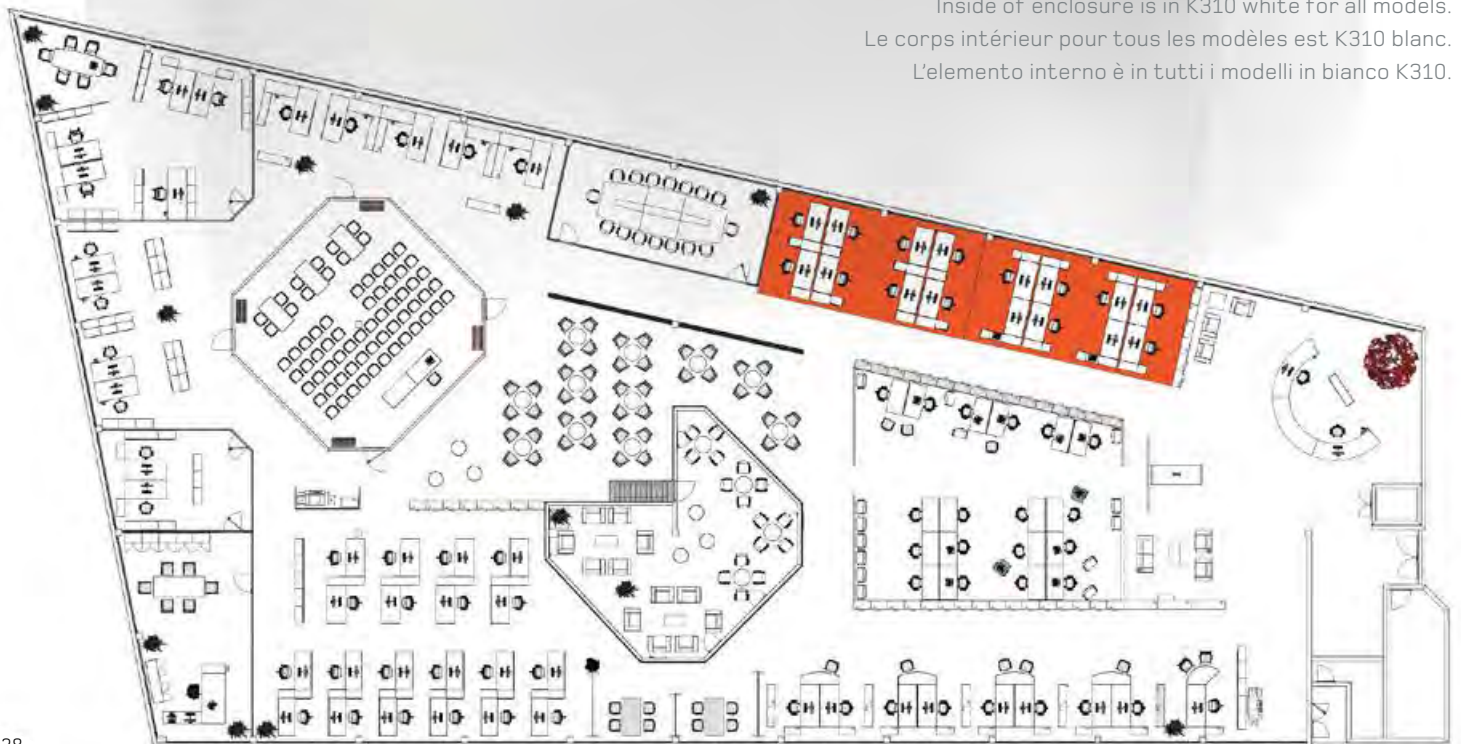 Inside of enclosure is in K310 white for all models.
Le corps intérieur pour tous les modèles est K310 blanc.
L'elemento interno è in tutti i modelli in bianco K310.